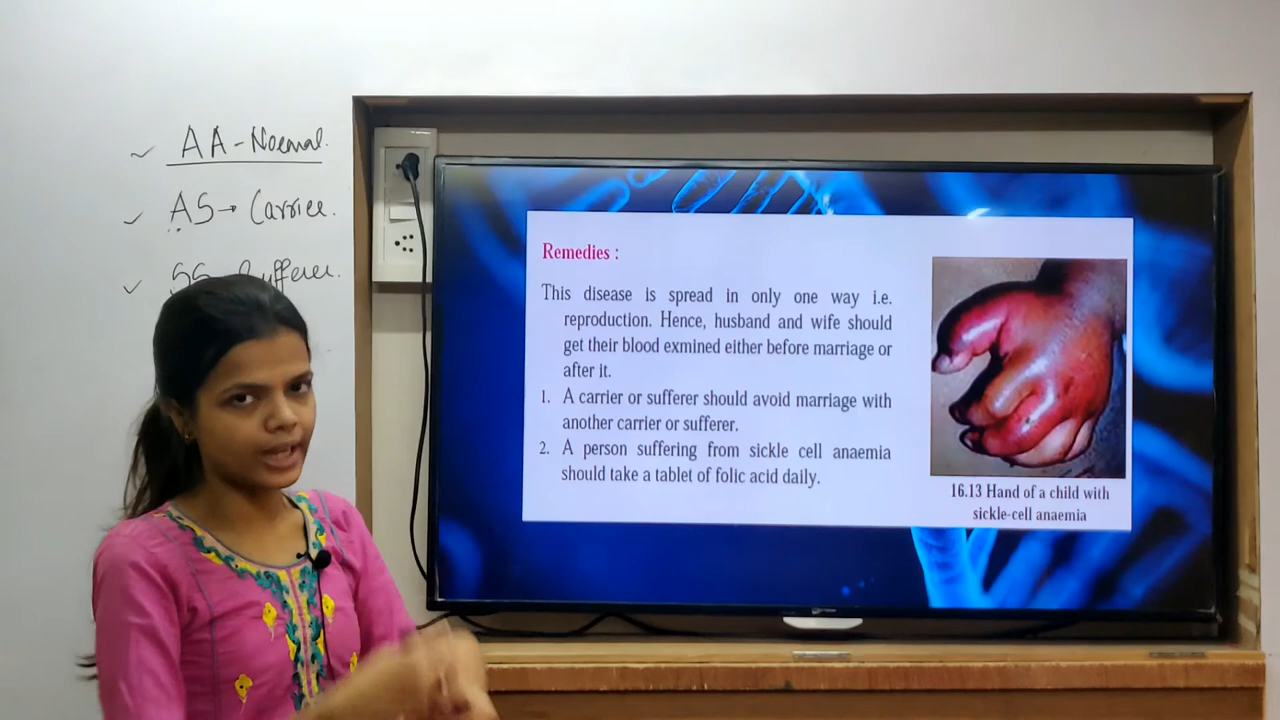 AA - Normal.
AS → Carrier.
SS Sufferer.
Remedies :
This disease is spread in only one way i.e.
reproduction. Hence, husband and wife should
get their blood exmined either before marriage or
after it.
1. A carrier or sufferer should avoid marriage with
another carrier or sufferer.
2. A person suffering from sickle cell anaemia
should take a tablet of folic acid daily.
16.13 Hand of a child with
sickle-cell anaemia